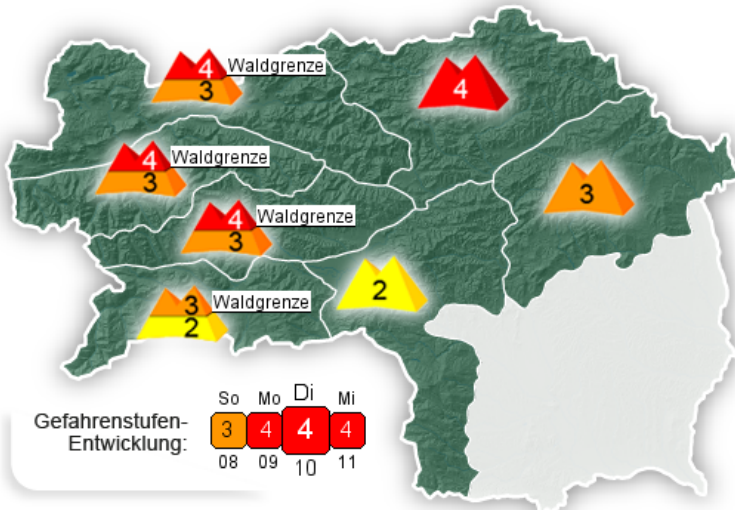 4 Waldgrenze
3
4
4 Waldgrenze
3
3
4 Waldgrenze
3
2
3 Waldgrenze
2
So Mo Di Mi
Gefahrenstufen-
Entwicklung:
3 4 4 4
08 09 10 11